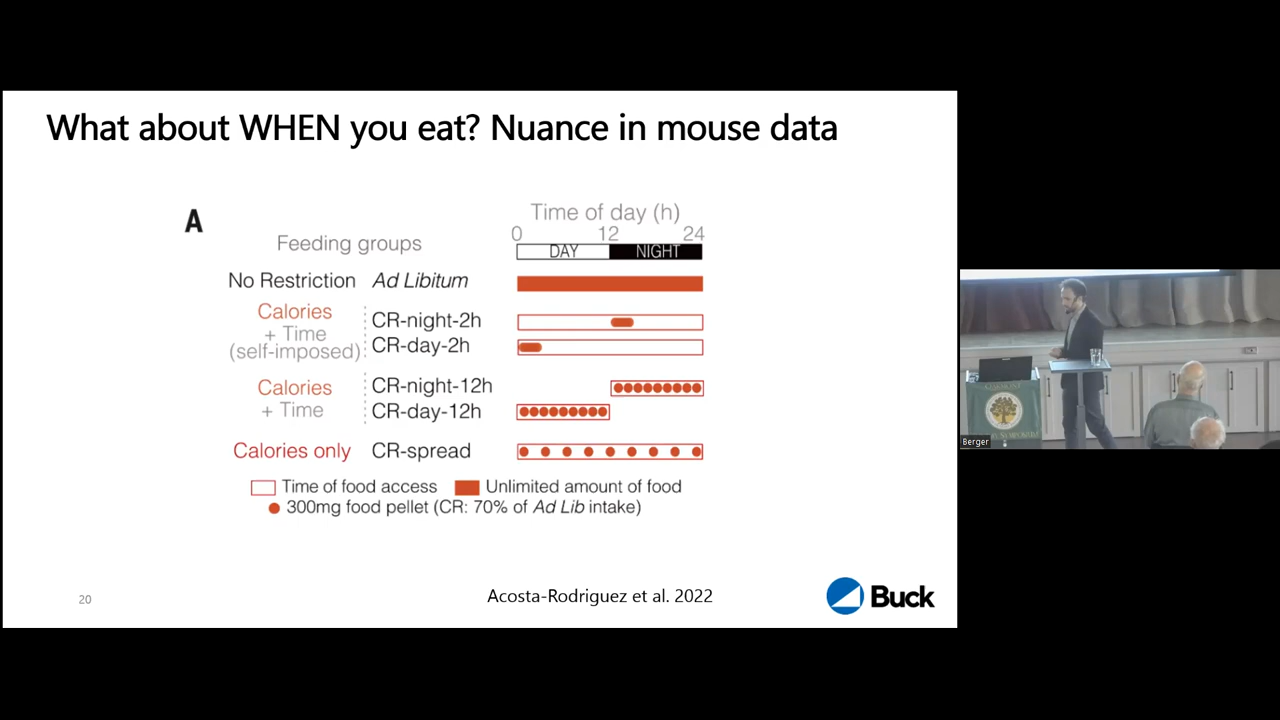 What about WHEN you eat? Nuance in mouse data
A
Time of day (h)
0 12 24
Feeding groups
DAY NIGHT
No Restriction Ad Libitum
Calories
+ Time
(self-imposed)
CR-night-2h
CR-day-2h
Calories
+ Time
CR-night-12h
CR-day-12h
Calories only CR-spread
Time of food access Unlimited amount of food
300mg food pellet (CR: 70% of Ad Lib intake)
20
Acosta-Rodriguez et al. 2022
Buck
Berger